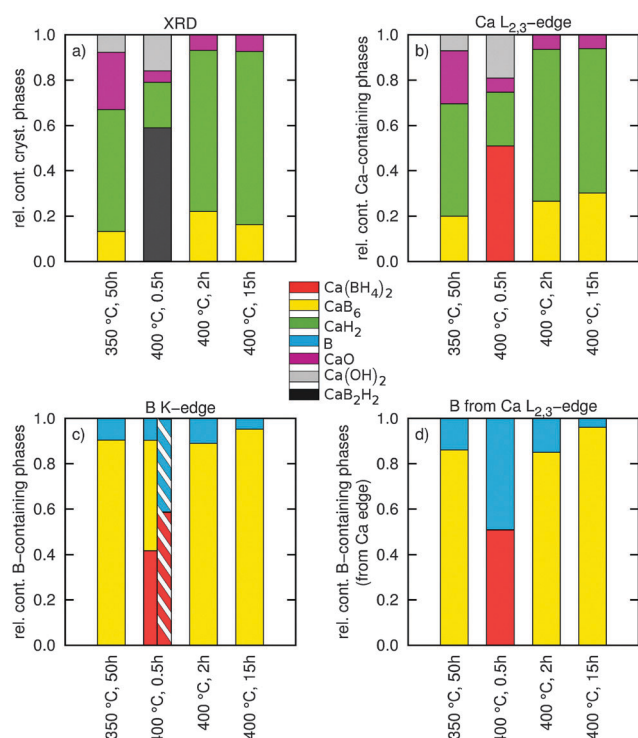 XRD
a)
rel. cont. cryst. phases
1.0
0.8
0.6
0.4
0.2
0.0
350 °C, 50h
400 °C, 0.5h
400 °C, 2h
400 °C, 15h
Ca L2,3−edge
b)
rel. cont. Ca−containing phases
1.0
0.8
0.6
0.4
0.2
0.0
350 °C, 50h
400 °C, 0.5h
400 °C, 2h
400 °C, 15h
Ca(BH4)2
CaB6
CaH2
B
CaO
Ca(OH)2
CaB2H2
B K−edge
c)
rel. cont. B−containing phases
1.0
0.8
0.6
0.4
0.2
0.0
350 °C, 50h
400 °C, 0.5h
400 °C, 2h
400 °C, 15h
B from Ca L2,3−edge
d)
rel. cont. B−containing phases
(from Ca edge)
1.0
0.8
0.6
0.4
0.2
0.0
350 °C, 50h
400 °C, 0.5h
400 °C, 2h
400 °C, 15h